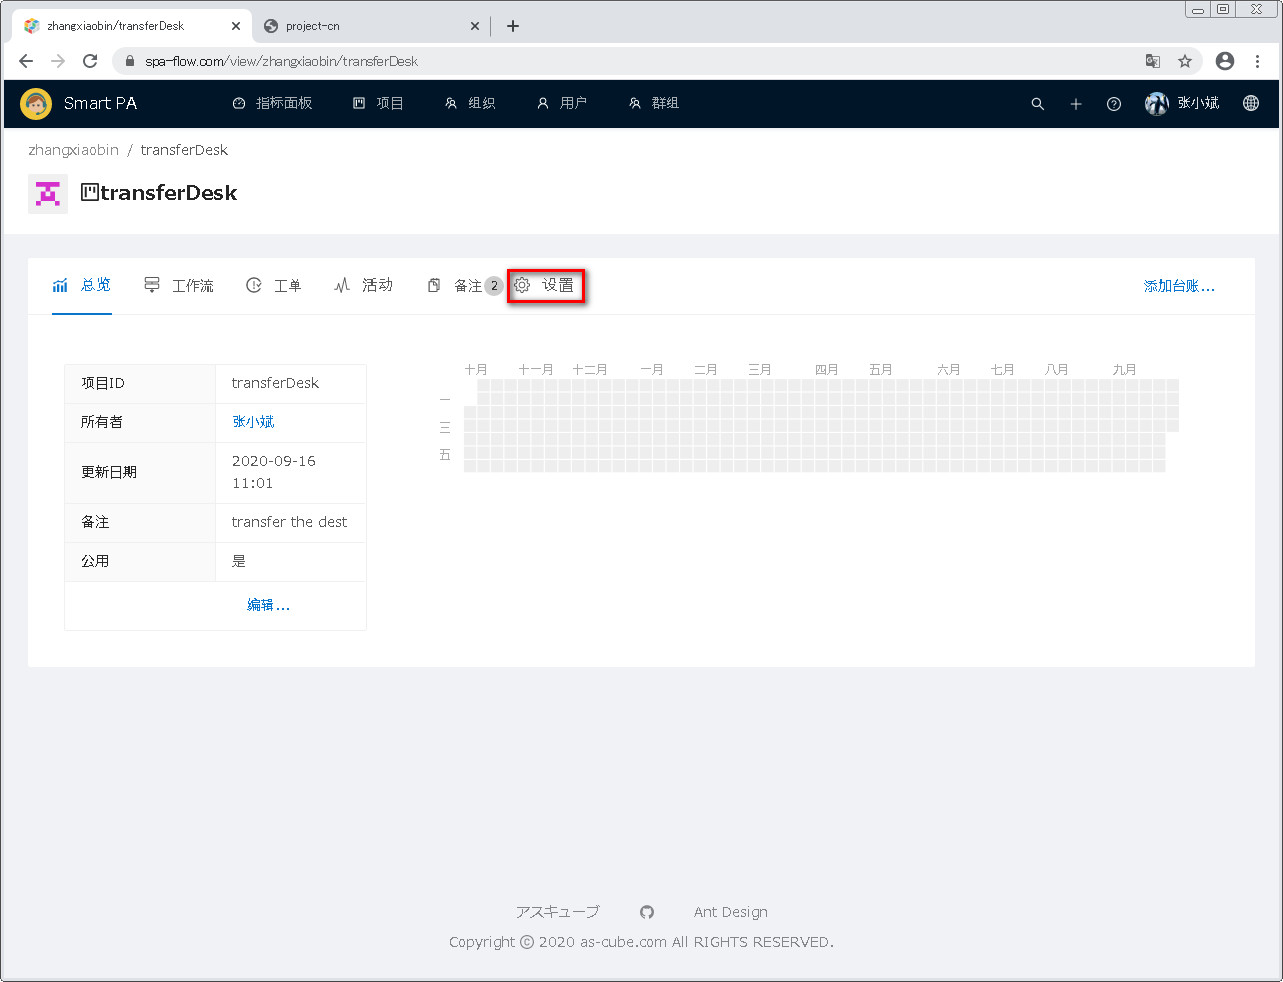 zhangxiaobin/transferDesk
project-cn
spa-flow.com/view/zhangxiaobin/transferDesk
Smart PA 指标面板 项目 组织 用户 群组 张小斌
zhangxiaobin / transferDesk
transferDesk
总览 工作流 工单 活动 备注 2 设置 添加台账...
十月 十一月 十二月 一月 二月 三月 四月 五月 六月 七月 八月 九月
一
三
五
项目ID transferDesk
所有者 张小斌
更新日期 2020-09-16
11:01
备注 transfer the dest
公用 是
编辑...
アスキューブ Ant Design
Copyright © 2020 as-cube.com All RIGHTS RESERVED.